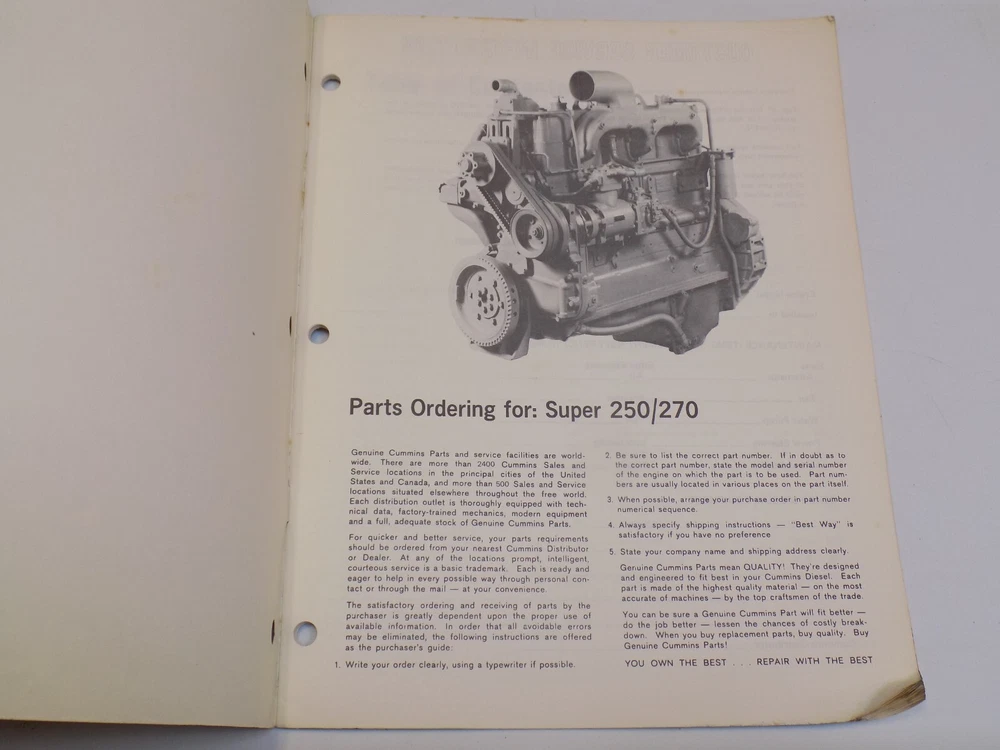 Parts Ordering for: Super 250/270
Genuine Cummins Parts and service facilities are world-
wide. There are more than 2400 Cummins Sales and
Service locations in the principal cities of the United
States and Canada, and more than 500 Sales and Service
locations situated elsewhere throughout the free world.
Each distribution outlet is thoroughly equipped with tech-
nical data, factory-trained mechanics, modern equipment
and a full, adequate stock of Genuine Cummins Parts.
For quicker and better service, your parts requirements
should be ordered from your nearest Cummins Distributor
or Dealer. At any of the locations prompt, intelligent,
courteous service is a basic trademark. Each is ready and
eager to help in every possible way through personal con-
tact or through the mail — at your convenience.
The satisfactory ordering and receiving of parts by the
purchaser is greatly dependent upon the proper use of
available information. In order that all avoidable errors
may be eliminated, the following instructions are offered
as the purchaser's guide:
1. Write your order clearly, using a typewriter if possible.
2. Be sure to list the correct part number. If in doubt as to
the correct part number, state the model and serial number
of the engine on which the part is to be used. Part num-
bers are usually located in various places on the part itself.
3. When possible, arrange your purchase order in part number
numerical sequence.
4. Always specify shipping instructions — "Best Way" is
satisfactory if you have no preference
5. State your company name and shipping address clearly.
Genuine Cummins Parts mean QUALITY! They're designed
and engineered to fit best in your Cummins Diesel. Each
part is made of the highest quality material — on the most
accurate of machines — by the top craftsmen of the trade.
You can be sure a Genuine Cummins Part will fit better —
do the job better — lessen the chances of costly break-
down. When you buy replacement parts, buy quality. Buy
Genuine Cummins Parts!
YOU OWN THE BEST . . . REPAIR WITH THE BEST